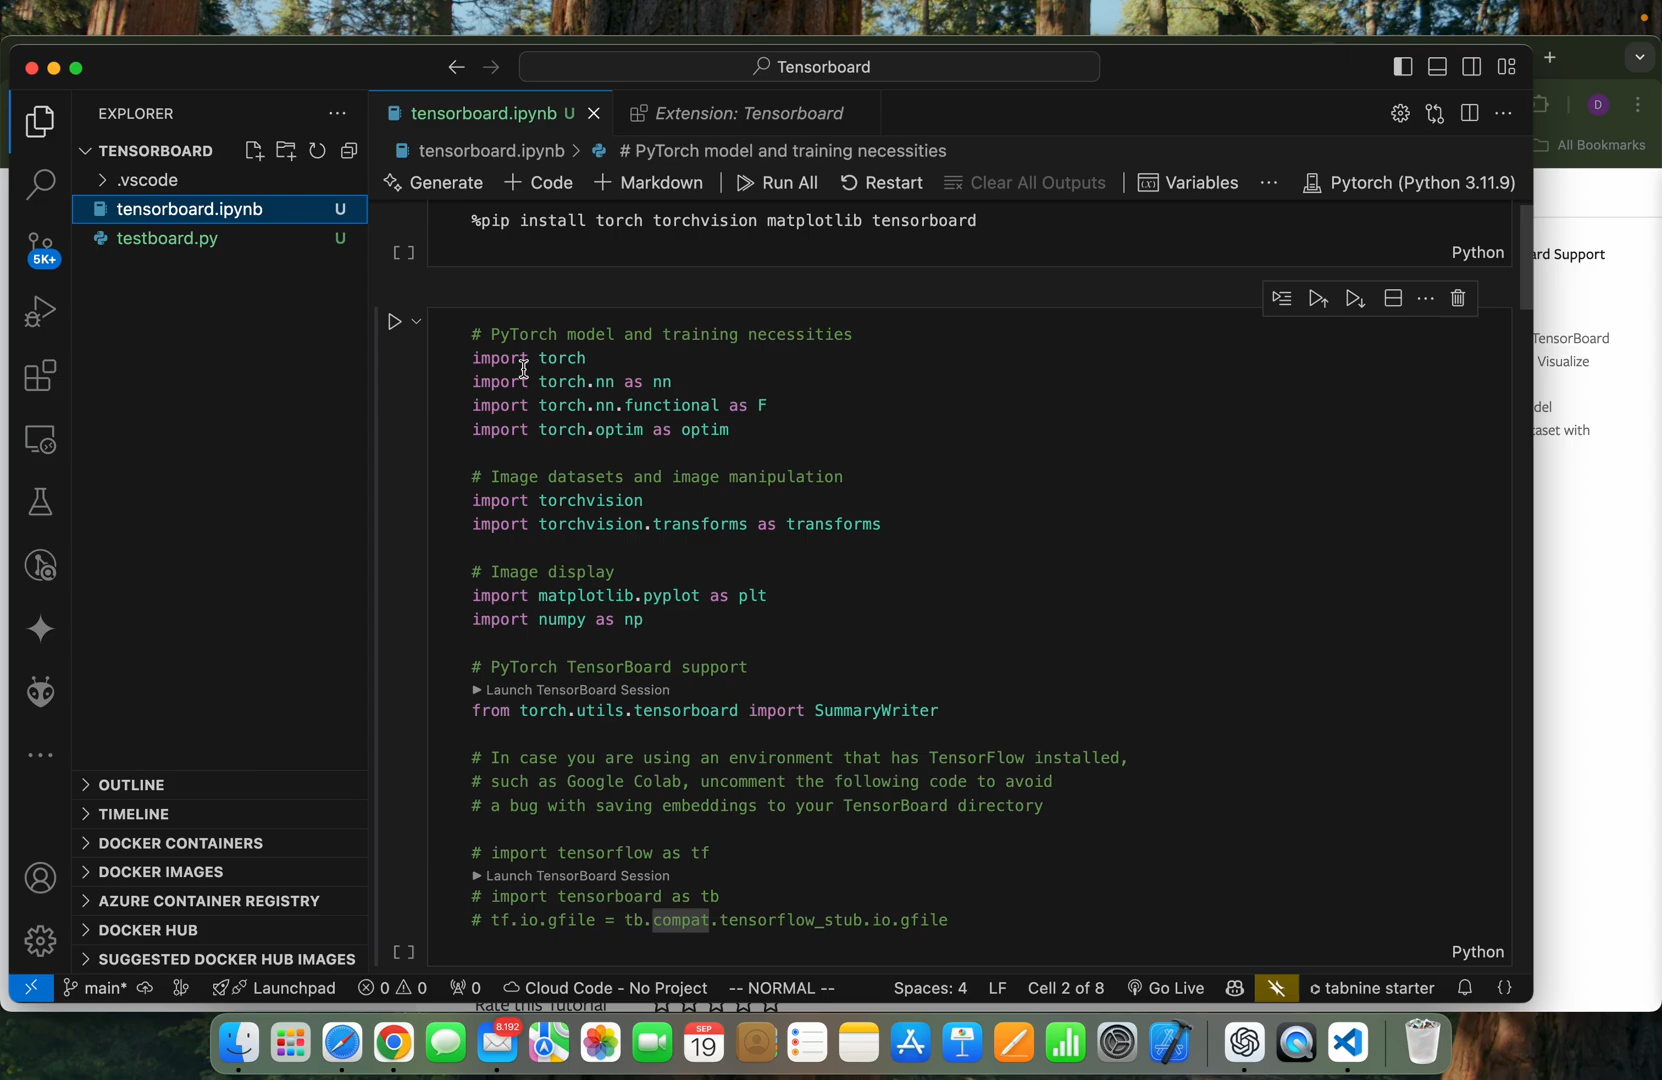 Tensorboard
EXPLORER
tensorboard.ipynb U
Extension: Tensorboard
D
TENSORBOARD
tensorboard.ipynb > # PyTorch model and training necessities
All Bookmarks
.vscode
Generate + Code + Markdown Run All Restart Clear All Outputs Variables Pytorch (Python 3.11.9)
tensorboard.ipynb U
testboard.py U
5K+
%pip install torch torchvision matplotlib tensorboard
[ ]
Python
rd Support
# PyTorch model and training necessities
import torch
import torch.nn as nn
import torch.nn.functional as F
import torch.optim as optim
# Image datasets and image manipulation
import torchvision
import torchvision.transforms as transforms
# Image display
import matplotlib.pyplot as plt
import numpy as np
# PyTorch TensorBoard support
Launch TensorBoard Session
from torch.utils.tensorboard import SummaryWriter
# In case you are using an environment that has TensorFlow installed,
# such as Google Colab, uncomment the following code to avoid
# a bug with saving embeddings to your TensorBoard directory
# import tensorflow as tf
Launch TensorBoard Session
# import tensorboard as tb
# tf.io.gfile = tb.compat.tensorflow_stub.io.gfile
[ ]
Python
TensorBoard
Visualize
del
taset with
OUTLINE
TIMELINE
DOCKER CONTAINERS
DOCKER IMAGES
AZURE CONTAINER REGISTRY
DOCKER HUB
SUGGESTED DOCKER HUB IMAGES
main* Launchpad 0 0 0 Cloud Code - No Project -- NORMAL -- Spaces: 4 LF Cell 2 of 8 Go Live tabnine starter {}
Rate this Tutorial
8.192
SEP
19